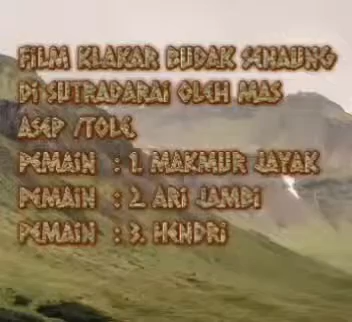 FILM KLAKAR BUDAK SENAUNG
DI SUTRADARAI OLEH MAS
ASEP /TOLE
PEMAIN : 1. MAKMUR JAYAK
PEMAIN : 2. ARI JAMBI
PEMAIN : 3. HENDRI